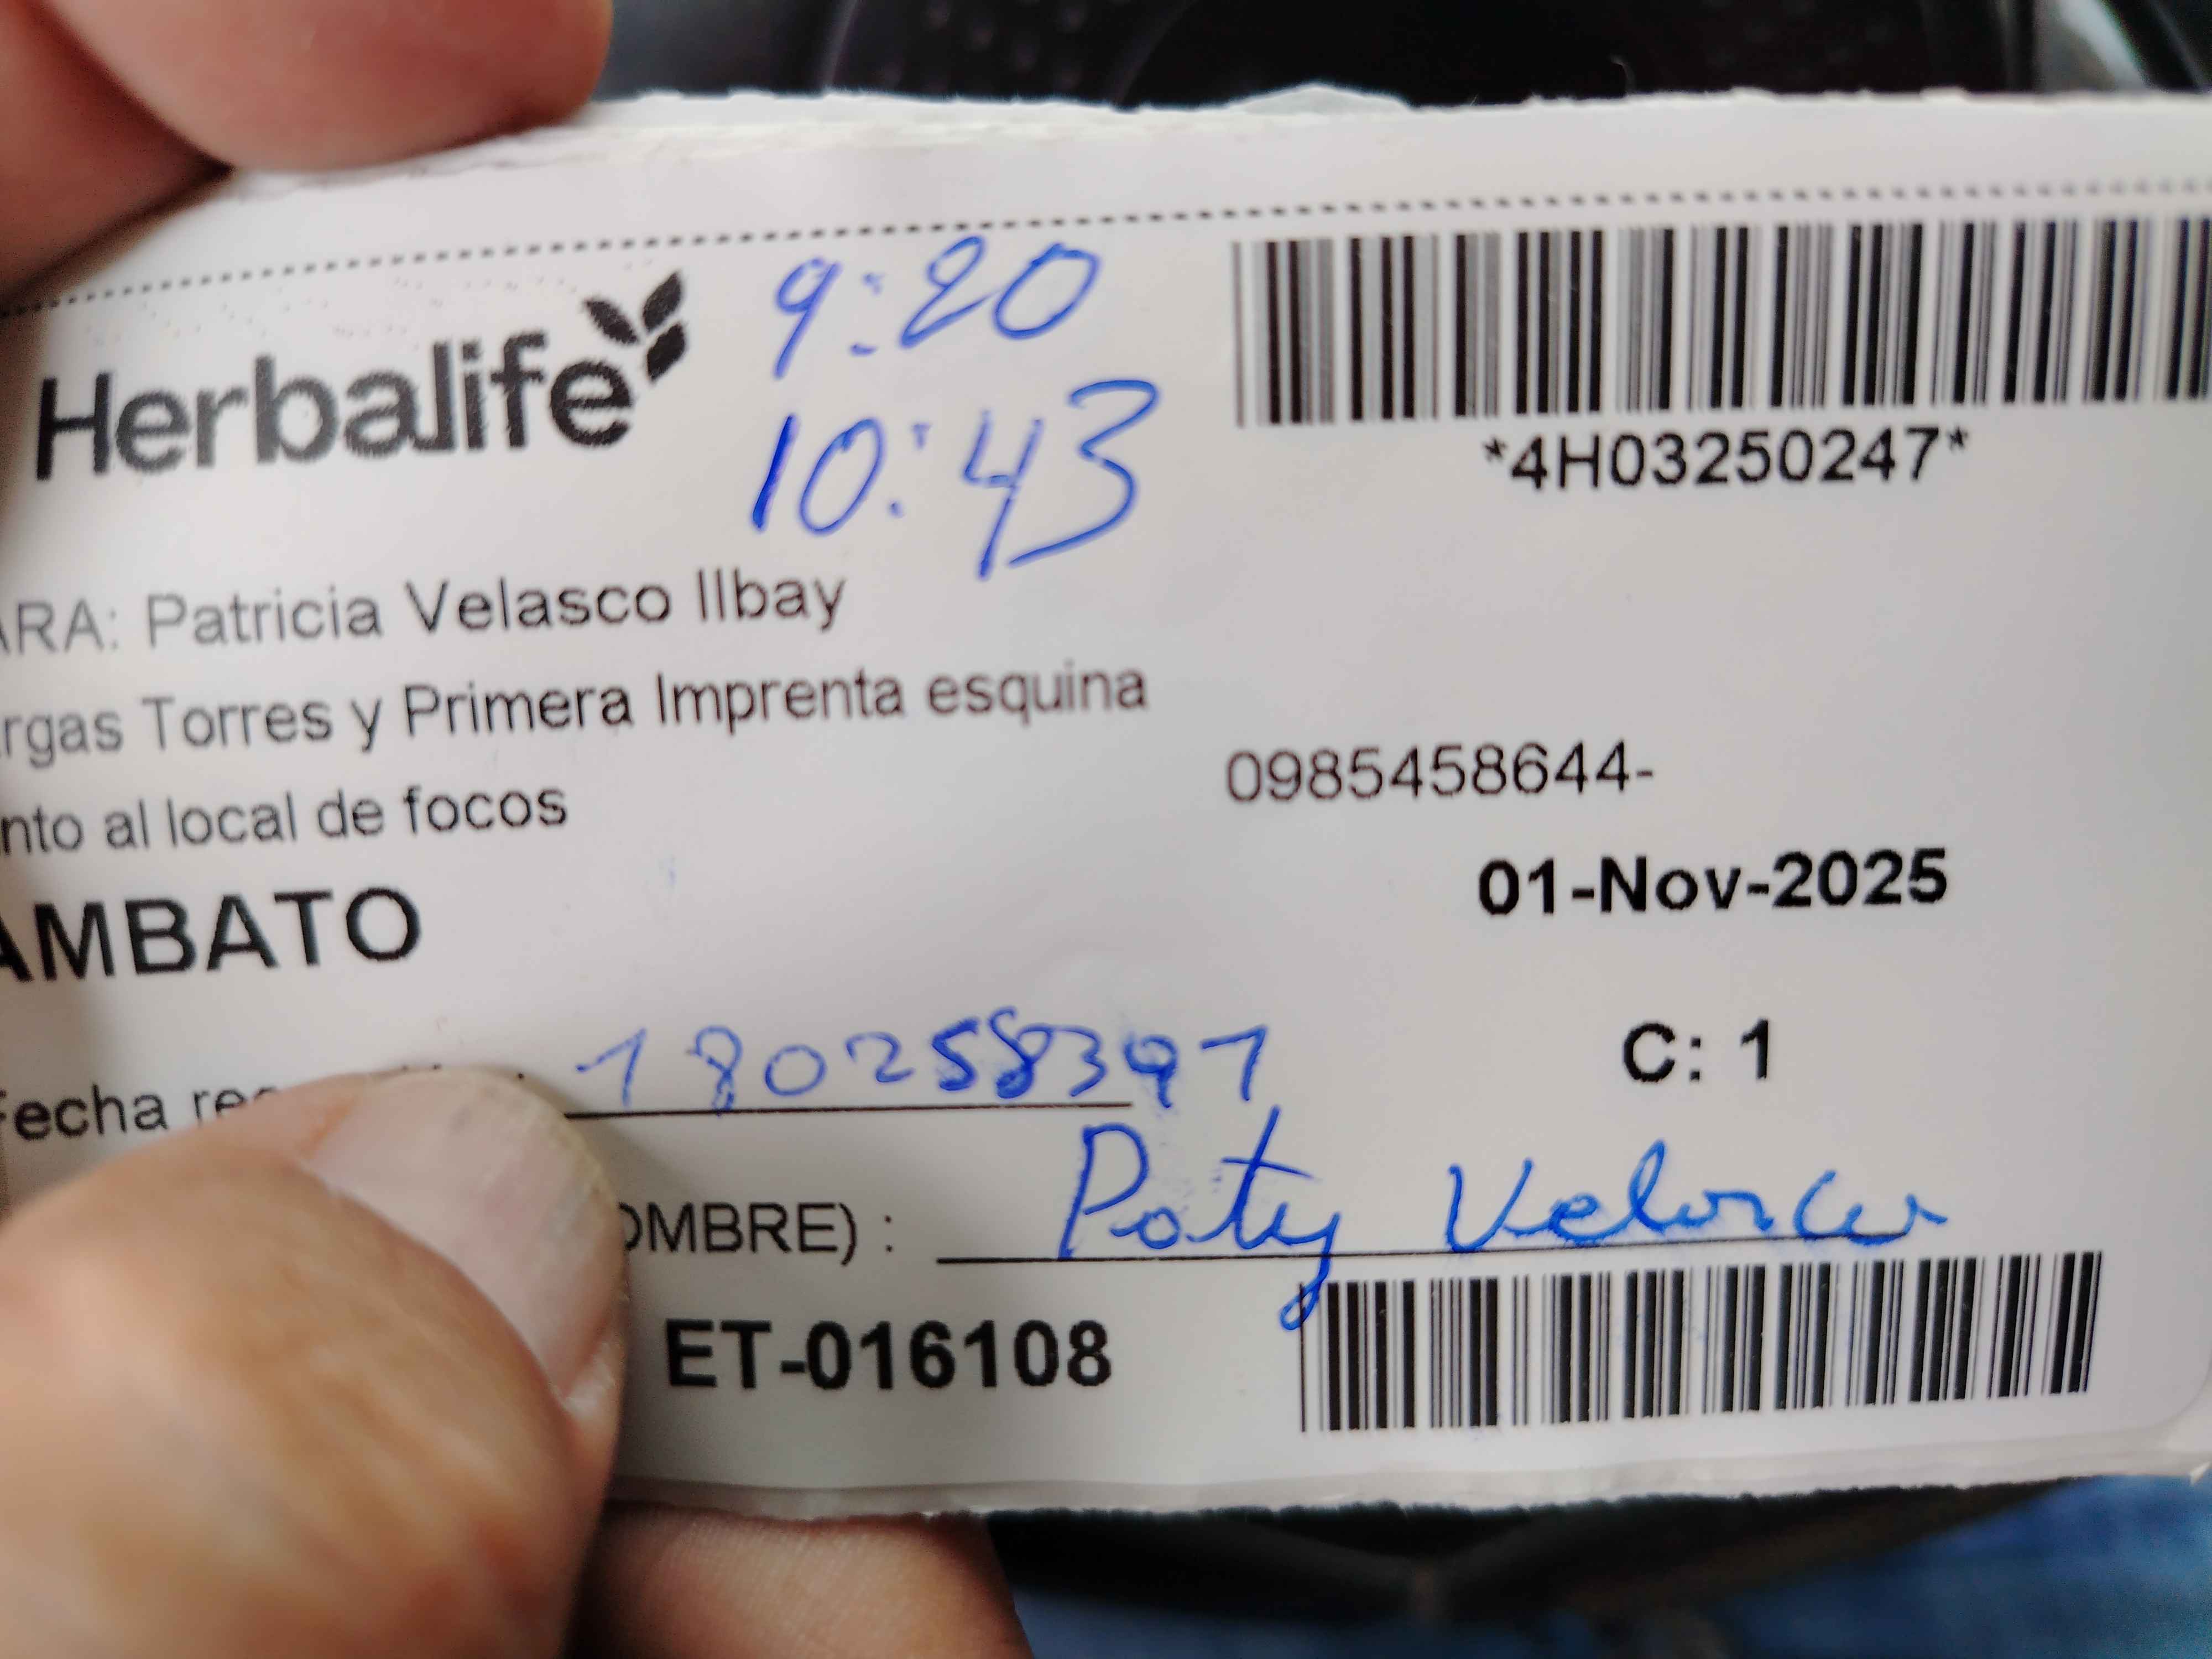 Herbalife
9:20
10:43
*4H03250247*
ARA: Patricia Velasco Ilbay
rgas Torres y Primera Imprenta esquina
0985458644-
nto al local de focos
01-Nov-2025
AMBATO
C: 1
Fecha re 1802583971
OMBRE) : Paty Velasco
ET-016108